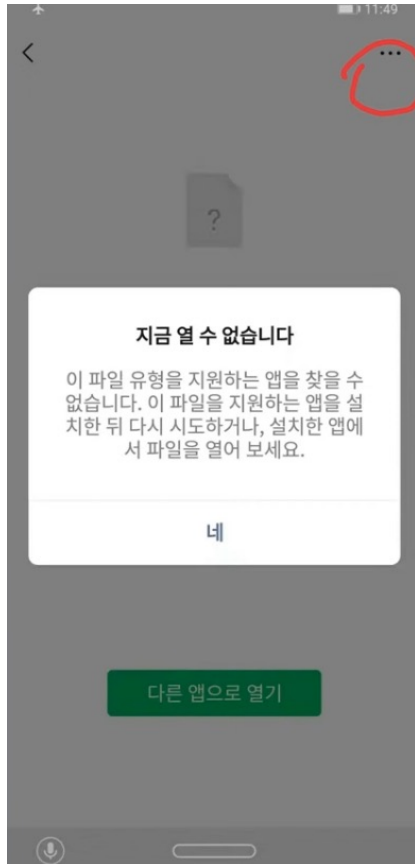 11:49
?
지금 열 수 없습니다
이 파일 유형을 지원하는 앱을 찾을 수
없습니다. 이 파일을 지원하는 앱을 설
치한 뒤 다시 시도하거나, 설치한 앱에
서 파일을 열어 보세요.
네
다른 앱으로 열기